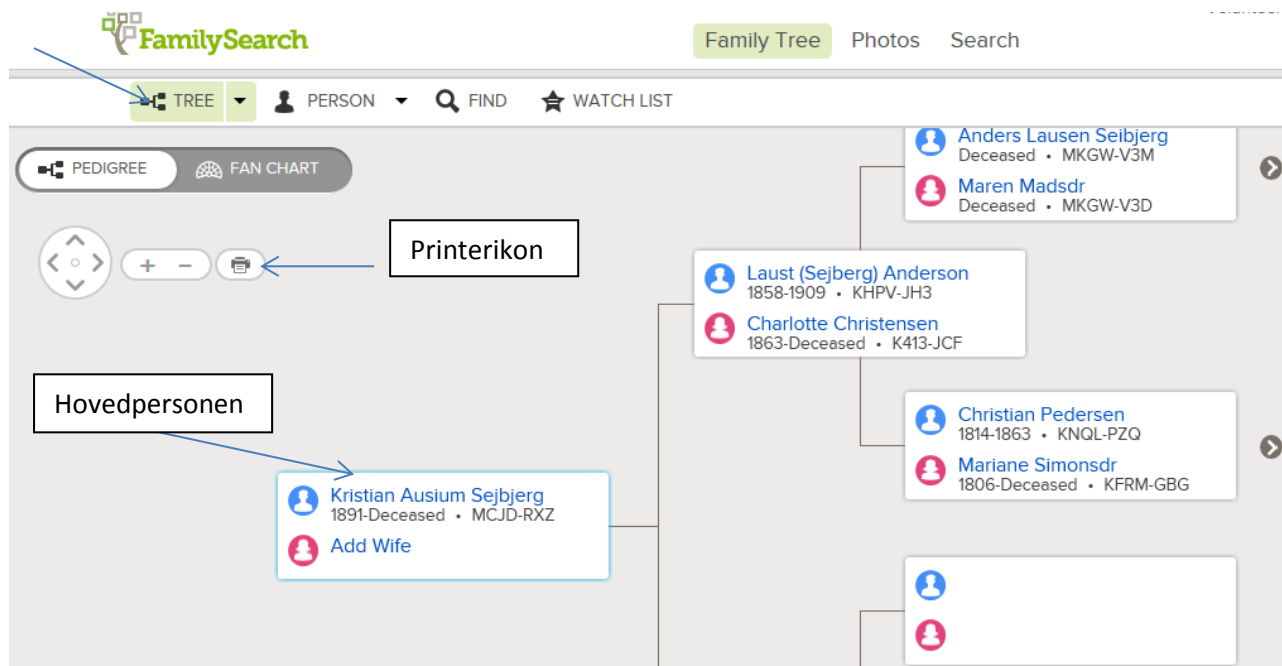 FamilySearch
Family Tree Photos Search
TREE PERSON FIND WATCH LIST
PEDIGREE FAN CHART
Anders Lausen Seibjerg
Deceased • MKGW-V3M
Maren Madsdr
Deceased • MKGW-V3D
Printerikon
Laust (Sejberg) Anderson
1858-1909 • KHPV-JH3
Charlotte Christensen
1863-Deceased • K413-JCF
Hovedpersonen
Christian Pedersen
1814-1863 • KNQL-PZQ
Mariane Simonsdr
1806-Deceased • KFRM-GBG
Kristian Ausium Sejbjerg
1891-Deceased • MCJD-RXZ
Add Wife